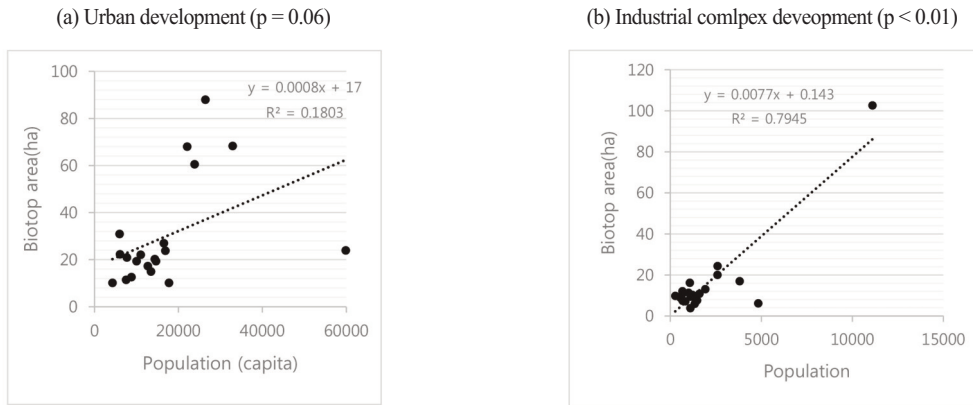 (a) Urban development (p = 0.06)
(b) Industrial comlpex deveopment (p < 0.01)
100
80
60
40
20
0
Biotop area(ha)
y = 0.0008x + 17
R² = 0.1803
0 20000 40000 60000
Population (capita)
120
100
80
60
40
20
0
Biotop area(ha)
y = 0.0077x + 0.143
R² = 0.7945
0 5000 10000 15000
Population